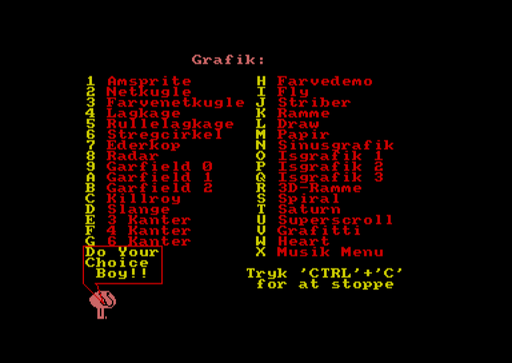 Grafik:
1 Amsprite
2 Netkugle
3 Farvenetkugle
4 Lagkage
5 Rullelagkage
6 Stregcirkel
7 Ederkop
8 Radar
9 Garfield 0
A Garfield 1
B Garfield 2
C Killroy
D Slange
E 3 Kanter
F 4 Kanter
G 6 Kanter
H Farvedemo
I Fly
J Striber
K Ramme
L Draw
M Papir
N Sinusgrafik
O Isgrafik 1
P Isgrafik 2
Q Isgrafik 3
R 3D-Ramme
S Spiral
T Saturn
U Superscroll
V Grafitti
W Heart
X Musik Menu
Do Your
Choice
Boy!!
Tryk 'CTRL'+'C'
for at stoppe